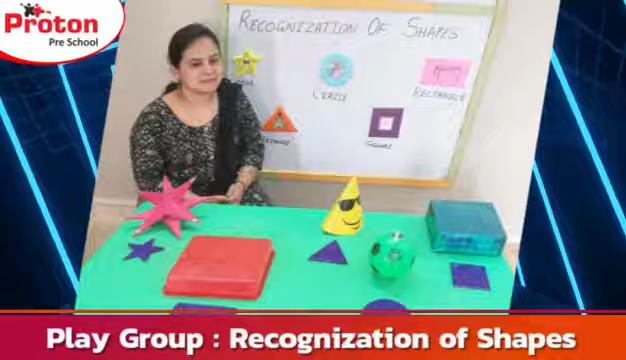 Proton
Pre School
RECOGNIZATION OF SHAPES
CIRCLE
RECTANGLE
SQUARE
Play Group : Recognization of Shapes